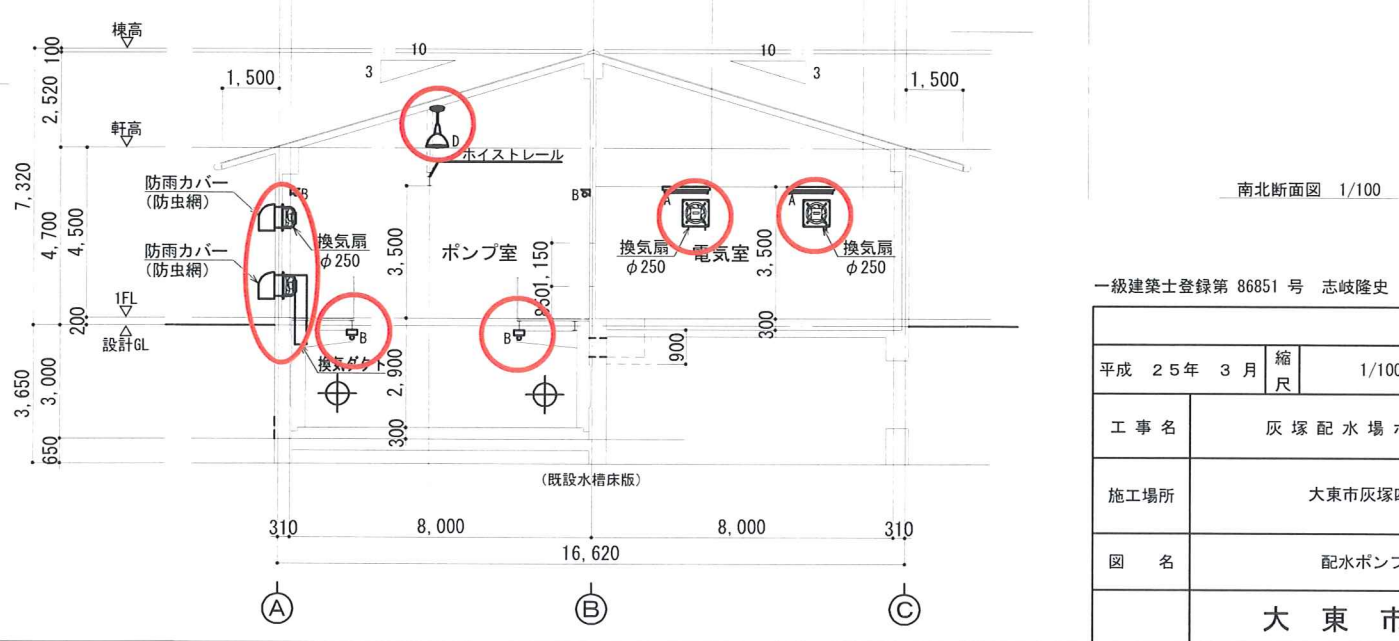 棟高
100
10
10
3
3
1,500
1,500
2,520
軒高
D
ホイストレール
7,320
防雨カバー
(防虫網)
B
B
A
A
4,700
4,500
換気扇
φ250
3,500
ポンプ室
換気扇
φ250
電気室
3,500
換気扇
φ250
防雨カバー
(防虫網)
1,150
1FL
200
設計GL
B
B
300
900
換気ダクト
2,900
3,650
3,000
300
650
(既設水槽床版)
310
8,000
8,000
310
16,620
A
B
C
南北断面図 1/100
一級建築士登録第 86851 号 志岐隆史
平成 25年 3月
縮尺
1/100
工事名
灰塚配水場
施工場所
大東市灰塚
図 名
配水ポンプ
大東市